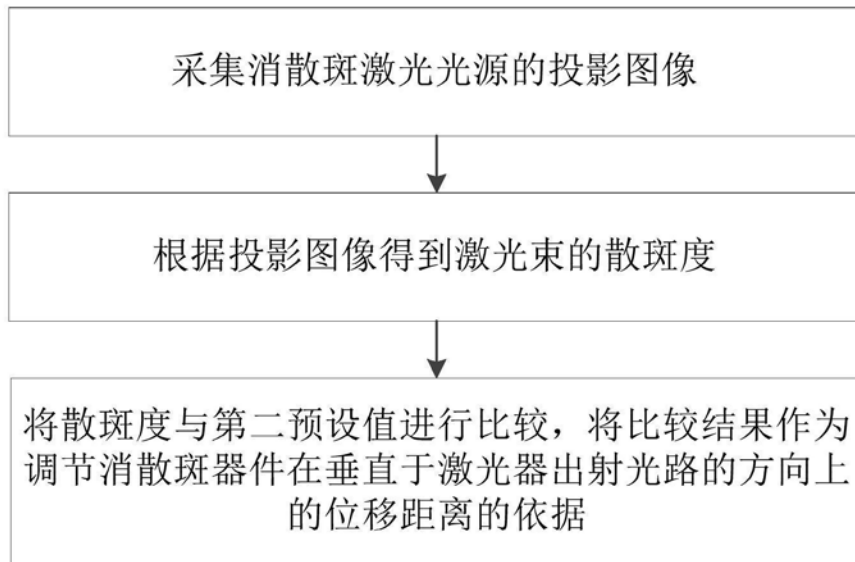 采集消散斑激光光源的投影图像
根据投影图像得到激光束的散斑度
将散斑度与第二预设值进行比较，将比较结果作为
调节消散斑器件在垂直于激光器出射光路的方向上
的位移距离的依据